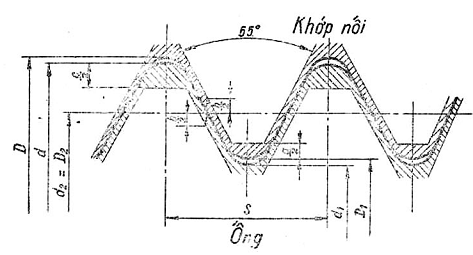 55°
Khớp nối
D
d
d₂ = D₂
S
d₁
D₁
Ống